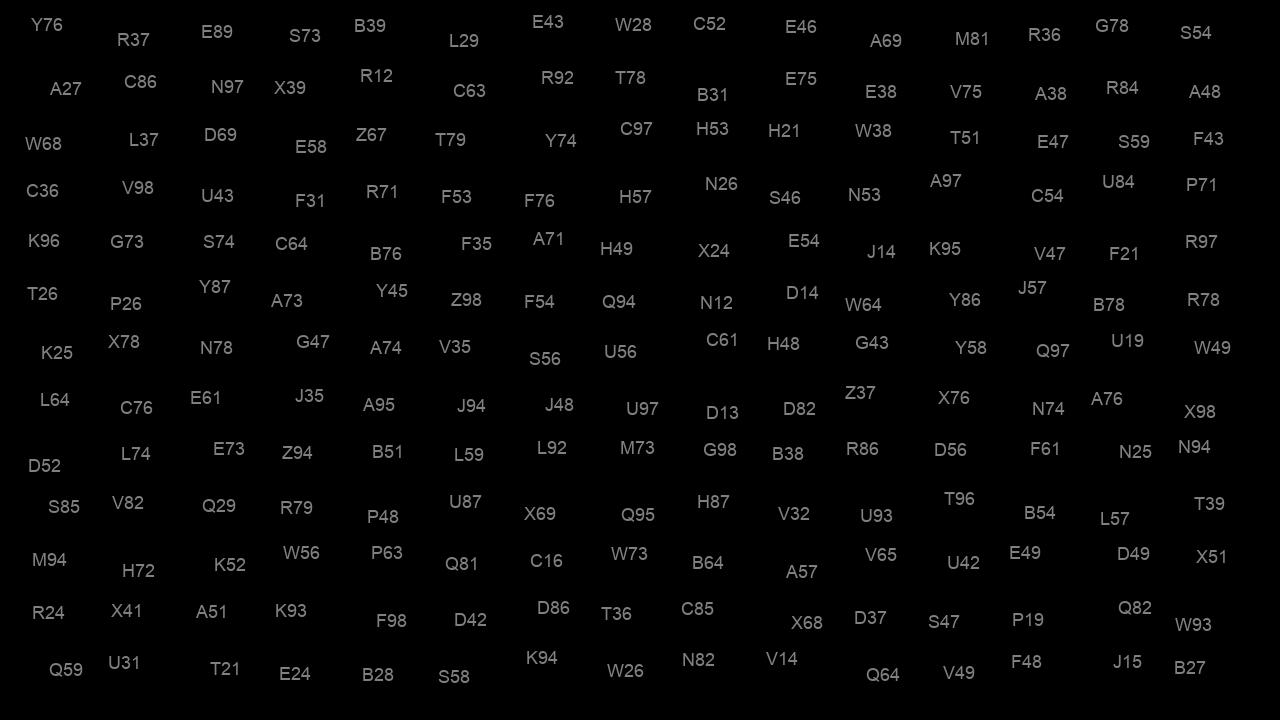 Y76 R37 E89 S73 B39 L29 E43 W28 C52 E46 A69 M81 R36 G78 S54
A27 C86 N97 X39 R12 C63 R92 T78 B31 E75 E38 V75 A38 R84 A48
W68 L37 D69 E58 Z67 T79 Y74 C97 H53 H21 W38 T51 E47 S59 F43
C36 V98 U43 F31 R71 F53 F76 H57 N26 S46 N53 A97 C54 U84 P71
K96 G73 S74 C64 B76 F35 A71 H49 X24 E54 J14 K95 V47 F21 R97
T26 P26 Y87 A73 Y45 Z98 F54 Q94 N12 D14 W64 Y86 J57 B78 R78
K25 X78 N78 G47 A74 V35 S56 U56 C61 H48 G43 Y58 Q97 U19 W49
L64 C76 E61 J35 A95 J94 J48 U97 D13 D82 Z37 X76 N74 A76 X98
D52 L74 E73 Z94 B51 L59 L92 M73 G98 B38 R86 D56 F61 N25 N94
S85 V82 Q29 R79 P48 U87 X69 Q95 H87 V32 U93 T96 B54 L57 T39
M94 H72 K52 W56 P63 Q81 C16 W73 B64 A57 V65 U42 E49 D49 X51
R24 X41 A51 K93 F98 D42 D86 T36 C85 X68 D37 S47 P19 Q82 W93
Q59 U31 T21 E24 B28 S58 K94 W26 N82 V14 Q64 V49 F48 J15 B27